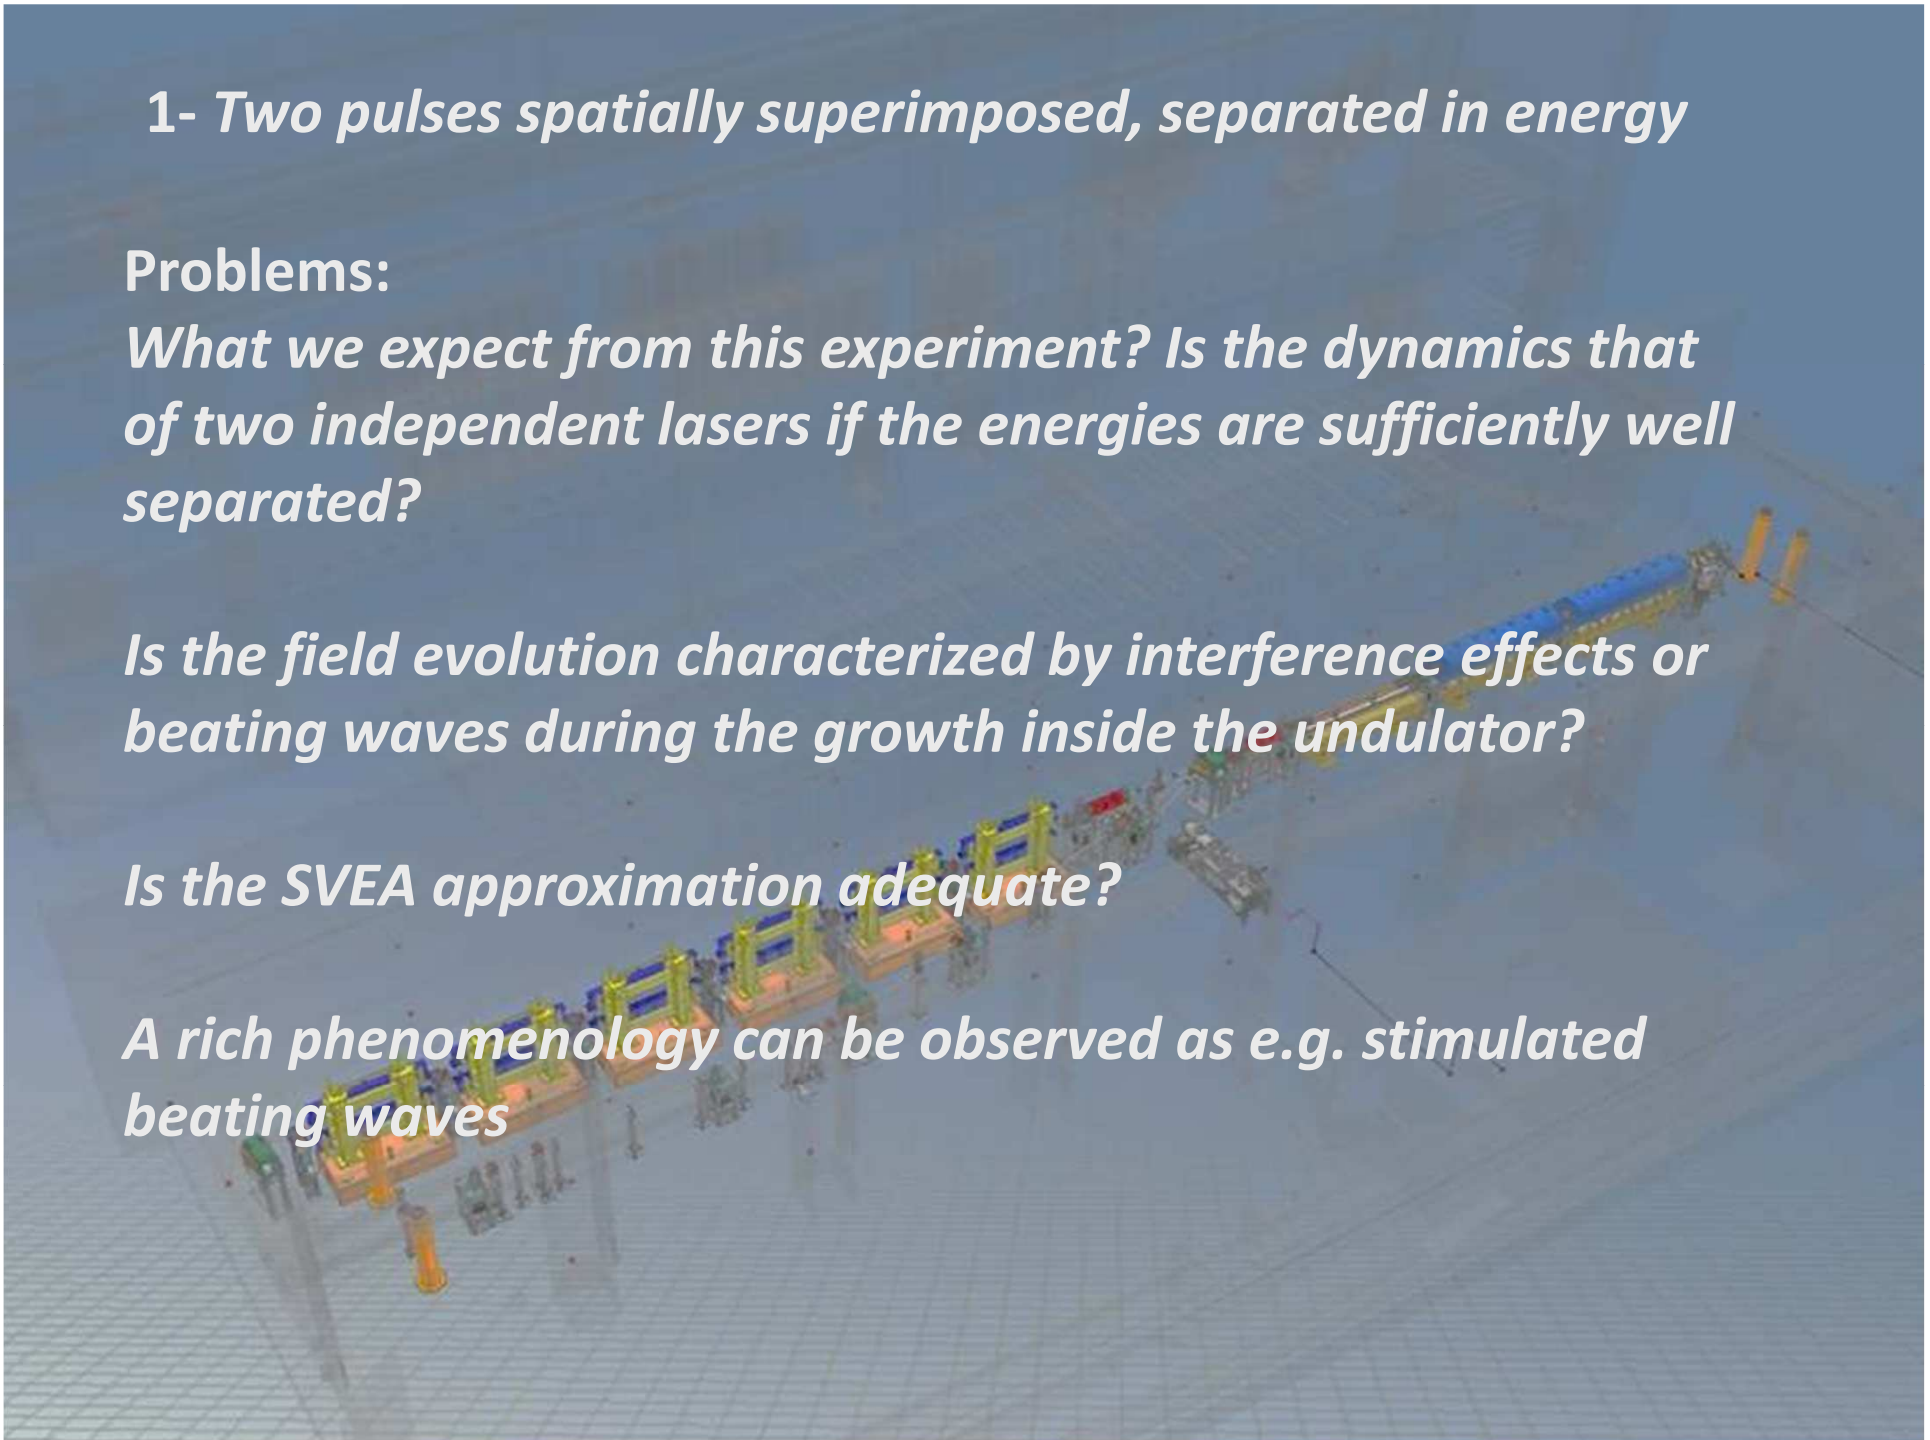 1- Two pulses spatially superimposed, separated in energy
Problems:
What we expect from this experiment? Is the dynamics that
of two independent lasers if the energies are sufficiently well
separated?
Is the field evolution characterized by interference effects or
beating waves during the growth inside the undulator?
Is the SVEA approximation adequate?
A rich phenomenology can be observed as e.g. stimulated
beating waves